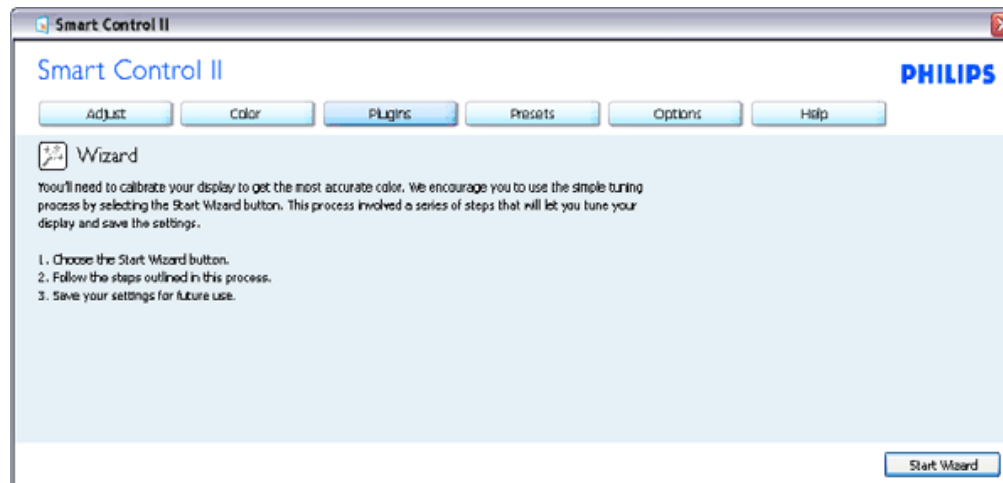 Smart Control II
Smart Control II
PHILIPS
Adjust Color Plugins Presets Options Help
Wizard
Yoou'll need to calibrate your display to get the most accurate color. We encourage you to use the simple tuning
process by selecting the Start Wizard button. This process involved a series of steps that will let you tune your
display and save the settings.
1. Choose the Start Wizard button.
2. Follow the steps outlined in this process.
3. Save your settings for future use.
Start Wizard